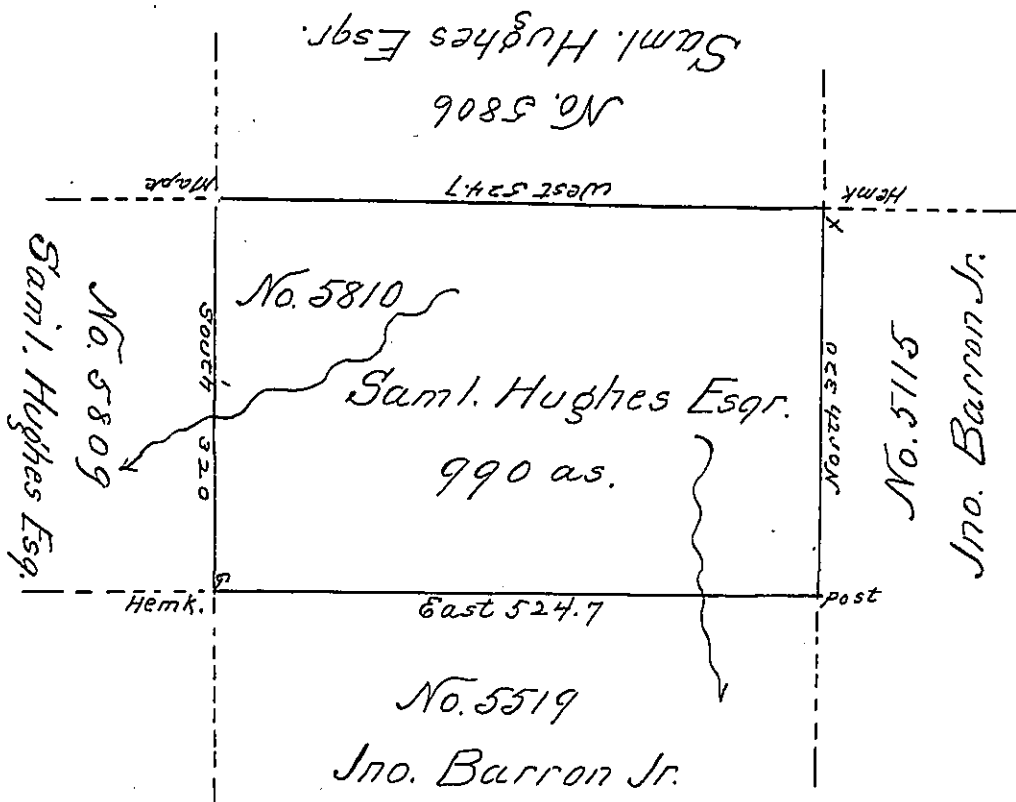 Saml. Hughes Esqr.
No. 5806
Maple
West 524.7
Hemk
X
No. 5810
South 320
Saml. Hughes Esqr.
990 as.
North 320
No. 5809
Saml. Hughes Esq.
No. 5115
Jno. Barron Jr.
Hemk.
East 524.7
Post
No. 5519
Jno. Barron Jr.